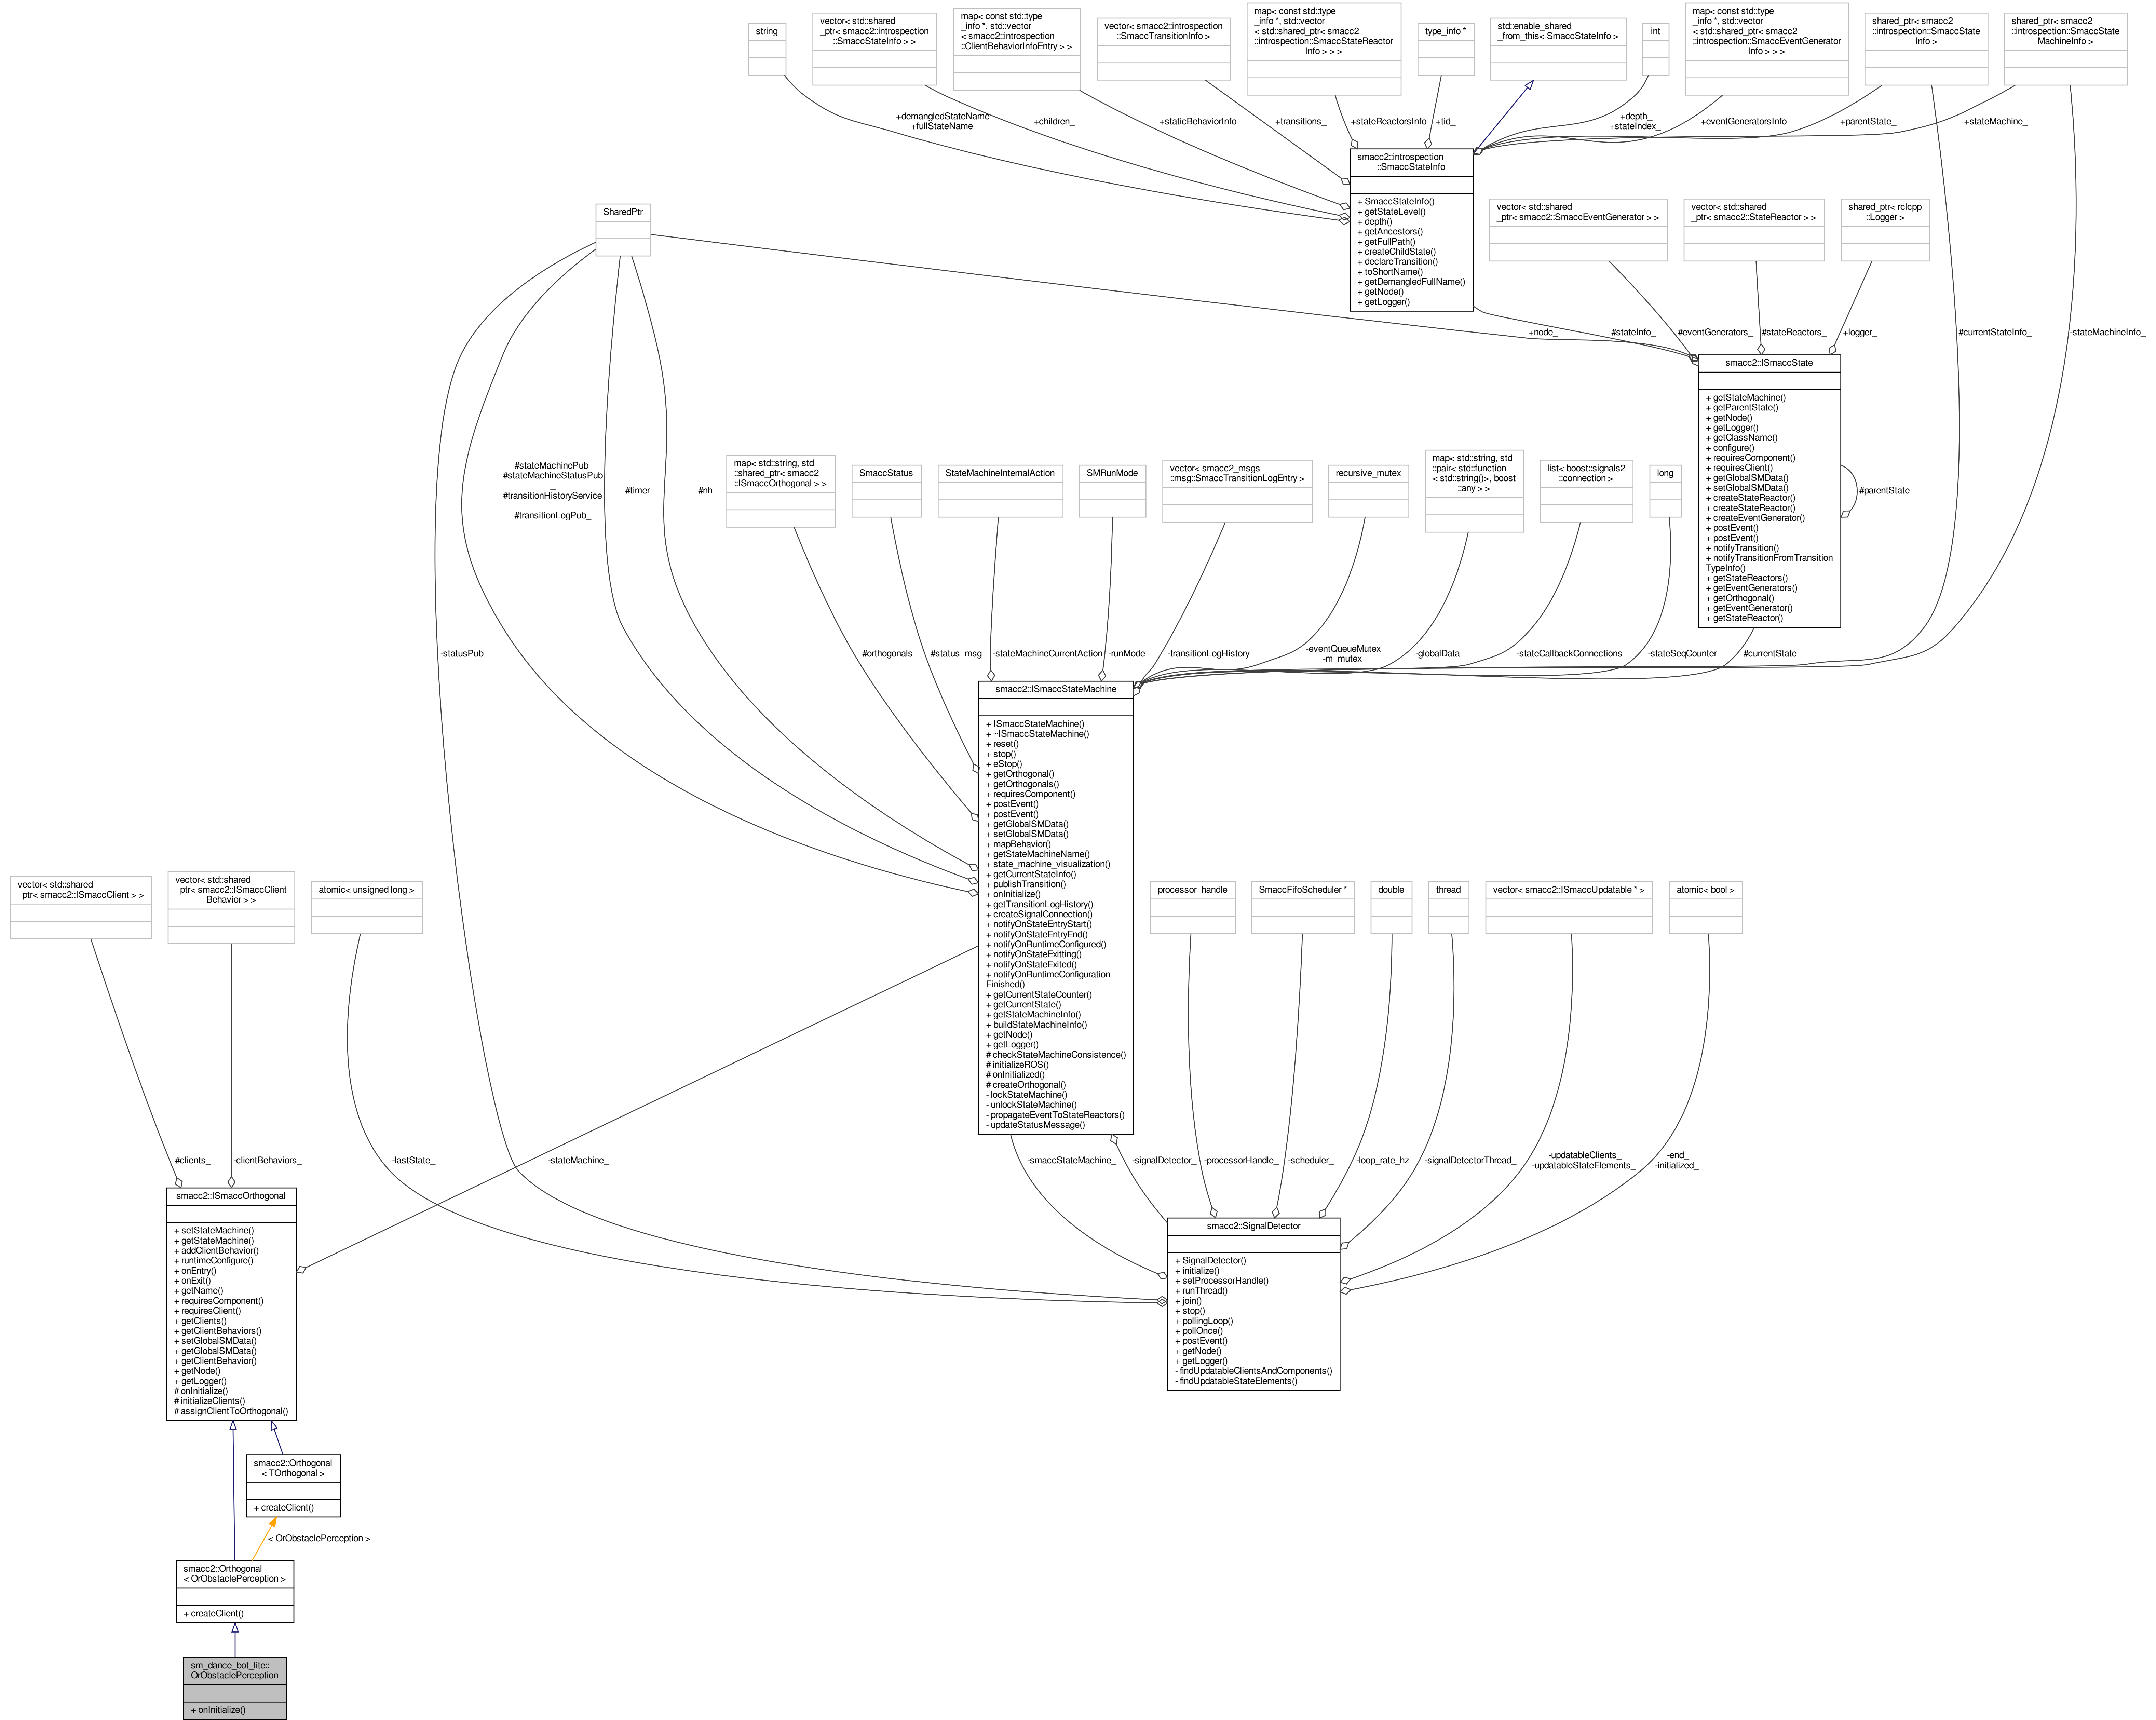 string
vector< std::shared
_ptr< smacc2::introspection
::SmaccStateInfo > >
map< const std::type
_info *, std::vector
< smacc2::introspection
::ClientBehaviorInfoEntry > >
vector< smacc2::introspection
::SmaccTransitionInfo >
map< const std::type
_info *, std::vector
< std::shared_ptr< smacc2
::introspection::SmaccStateReactor
Info > > >
type_info *
std::enable_shared
_from_this< SmaccStateInfo >
int
map< const std::type
_info *, std::vector
< std::shared_ptr< smacc2
::introspection::SmaccEventGenerator
Info > > >
shared_ptr< smacc2
::introspection::SmaccState
Info >
shared_ptr< smacc2
::introspection::SmaccState
MachineInfo >
+demangledStateName
+fullStateName
+children_
+staticBehaviorInfo
+transitions_
+stateReactorsInfo
+tid_
+depth_
+stateIndex_
+eventGeneratorsInfo
+parentState_
+stateMachine_
smacc2::introspection
::SmaccStateInfo
+ SmaccStateInfo()
+ getStateLevel()
+ depth()
+ getAncestors()
+ getFullPath()
+ createChildState()
+ declareTransition()
+ toShortName()
+ getDemangledFullName()
+ getNode()
+ getLogger()
SharedPtr
vector< std::shared
_ptr< smacc2::SmaccEventGenerator > >
vector< std::shared
_ptr< smacc2::StateReactor > >
shared_ptr< rclcpp
::Logger >
+node_
#stateInfo_
#eventGenerators_
#stateReactors_
+logger_
#currentStateInfo_
-stateMachineInfo_
smacc2::ISmaccState
+ getStateMachine()
+ getParentState()
+ getNode()
+ getLogger()
+ getClassName()
+ configure()
+ requiresComponent()
+ requiresClient()
+ getGlobalSMData()
+ setGlobalSMData()
+ createStateReactor()
+ createStateReactor()
+ createEventGenerator()
+ postEvent()
+ postEvent()
+ notifyTransition()
+ notifyTransitionFromTransition
TypeInfo()
+ getStateReactors()
+ getEventGenerators()
+ getOrthogonal()
+ getEventGenerator()
+ getStateReactor()
#parentState_
#stateMachinePub_
#stateMachineStatusPub
_
#transitionHistoryService
_
#transitionLogPub_
#timer_
#nh_
map< std::string, std
::shared_ptr< smacc2
::ISmaccOrthogonal > >
SmaccStatus
StateMachineInternalAction
SMRunMode
vector< smacc2_msgs
::msg::SmaccTransitionLogEntry >
recursive_mutex
map< std::string, std
::pair< std::function
< std::string()>, boost
::any > >
list< boost::signals2
::connection >
long
-statusPub_
#orthogonals_
#status_msg_
-stateMachineCurrentAction
-runMode_
-transitionLogHistory_
-eventQueueMutex_
-m_mutex_
-globalData_
-stateCallbackConnections
-stateSeqCounter_
#currentState_
smacc2::ISmaccStateMachine
+ ISmaccStateMachine()
+ ~ISmaccStateMachine()
+ reset()
+ stop()
+ eStop()
+ getOrthogonal()
+ getOrthogonals()
+ requiresComponent()
+ postEvent()
+ postEvent()
+ getGlobalSMData()
+ setGlobalSMData()
+ mapBehavior()
+ getStateMachineName()
+ state_machine_visualization()
+ getCurrentStateInfo()
+ publishTransition()
+ onInitialize()
+ getTransitionLogHistory()
+ createSignalConnection()
+ notifyOnStateEntryStart()
+ notifyOnStateEntryEnd()
+ notifyOnRuntimeConfigured()
+ notifyOnStateExitting()
+ notifyOnStateExited()
+ notifyOnRuntimeConfiguration
Finished()
+ getCurrentStateCounter()
+ getCurrentState()
+ getStateMachineInfo()
+ buildStateMachineInfo()
+ getNode()
+ getLogger()
# checkStateMachineConsistence()
# initializeROS()
# onInitialized()
# createOrthogonal()
- lockStateMachine()
- unlockStateMachine()
- propagateEventToStateReactors()
- updateStatusMessage()
vector< std::shared
_ptr< smacc2::ISmaccClient > >
vector< std::shared
_ptr< smacc2::ISmaccClient
Behavior > >
atomic< unsigned long >
processor_handle
SmaccFifoScheduler *
double
thread
vector< smacc2::ISmaccUpdatable * >
atomic< bool >
#clients_
-clientBehaviors_
-lastState_
-stateMachine_
-smaccStateMachine_
-signalDetector_
-processorHandle_
-scheduler_
-loop_rate_hz
-signalDetectorThread_
-updatableClients_
-updatableStateElements_
-end_
-initialized_
smacc2::ISmaccOrthogonal
+ setStateMachine()
+ getStateMachine()
+ addClientBehavior()
+ runtimeConfigure()
+ onEntry()
+ onExit()
+ getName()
+ requiresComponent()
+ requiresClient()
+ getClients()
+ getClientBehaviors()
+ setGlobalSMData()
+ getGlobalSMData()
+ getClientBehavior()
+ getNode()
+ getLogger()
# onInitialize()
# initializeClients()
# assignClientToOrthogonal()
smacc2::SignalDetector
+ SignalDetector()
+ initialize()
+ setProcessorHandle()
+ runThread()
+ join()
+ stop()
+ pollingLoop()
+ pollOnce()
+ postEvent()
+ getNode()
+ getLogger()
- findUpdatableClientsAndComponents()
- findUpdatableStateElements()
smacc2::Orthogonal
< TOrthogonal >
+ createClient()
< OrObstaclePerception >
smacc2::Orthogonal
< OrObstaclePerception >
+ createClient()
sm_dance_bot_lite::
OrObstaclePerception
+ onInitialize()